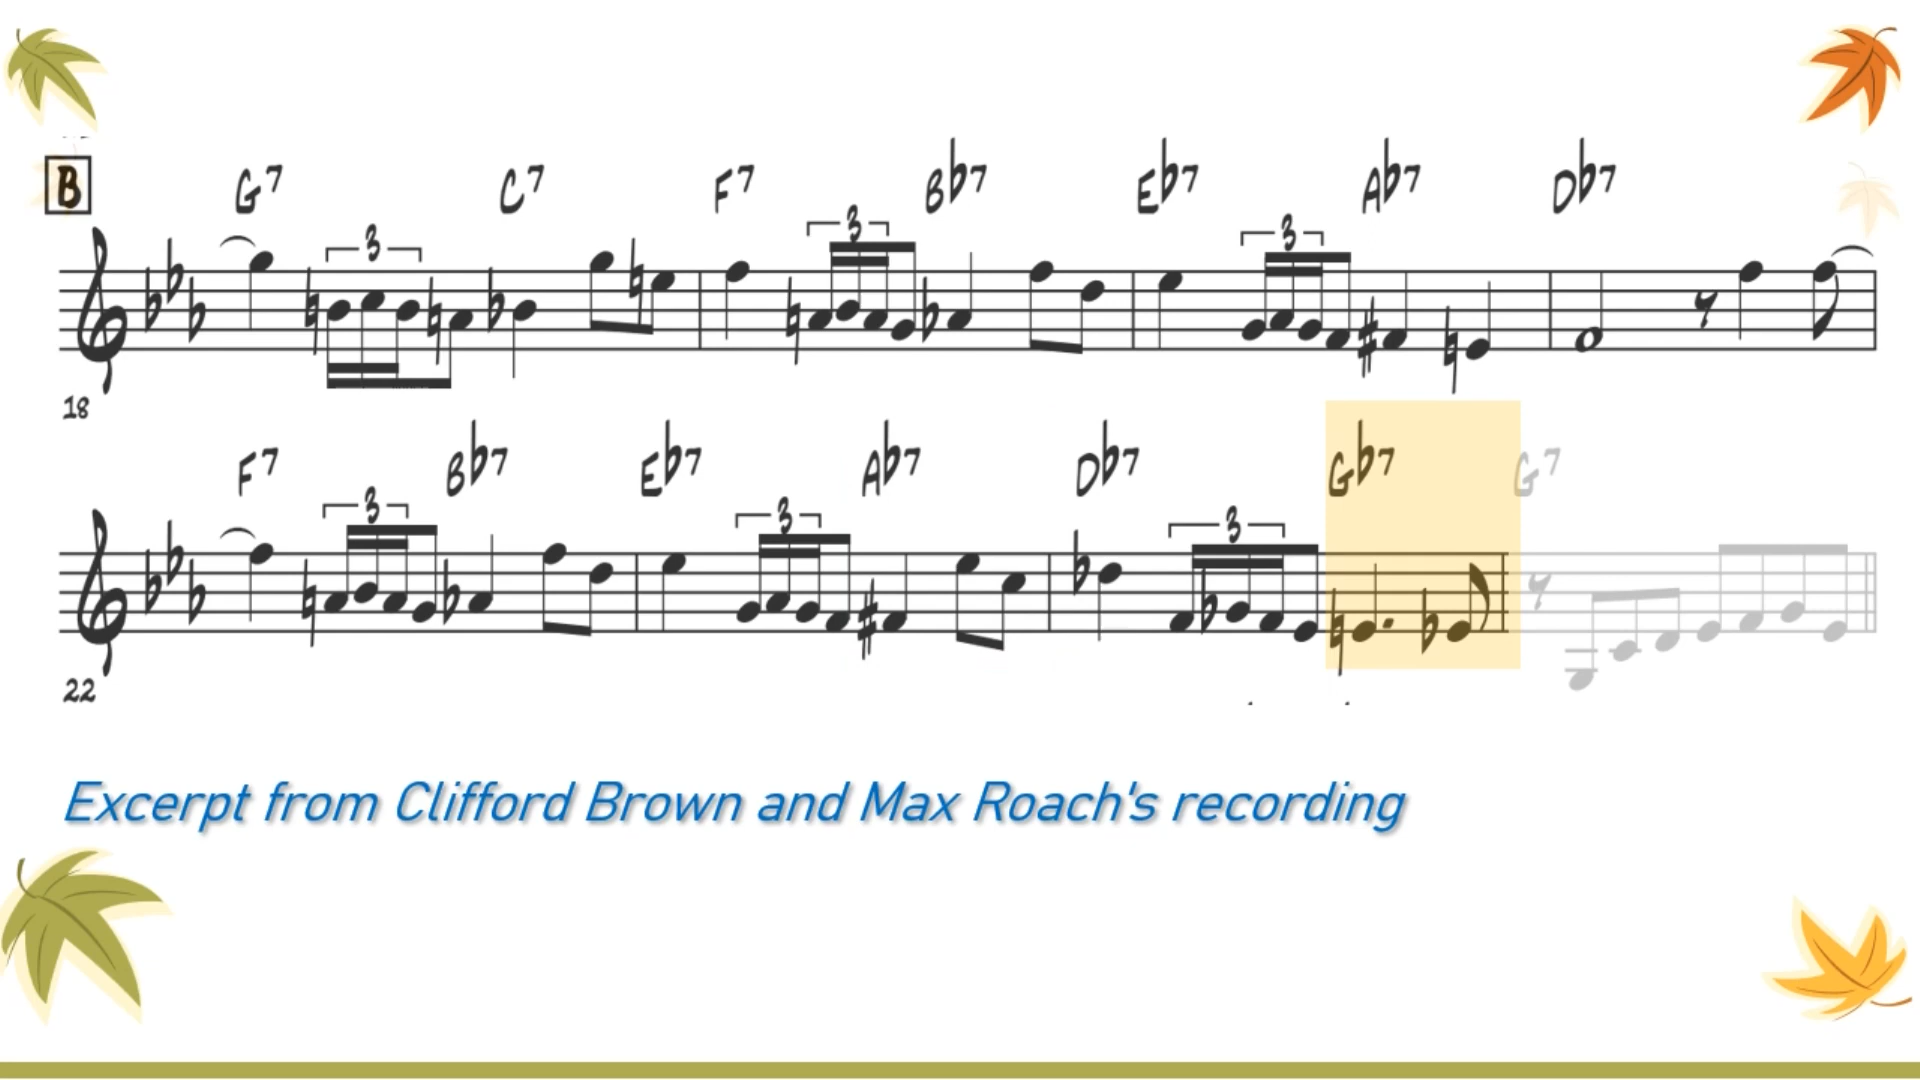 B G7 C7 F7 Bb7 Eb7 Ab7 Db7
3 3 3
18
F7 Bb7 Eb7 Ab7 Db7 Gb7 G7
3 3 3
22
Excerpt from Clifford Brown and Max Roach's recording